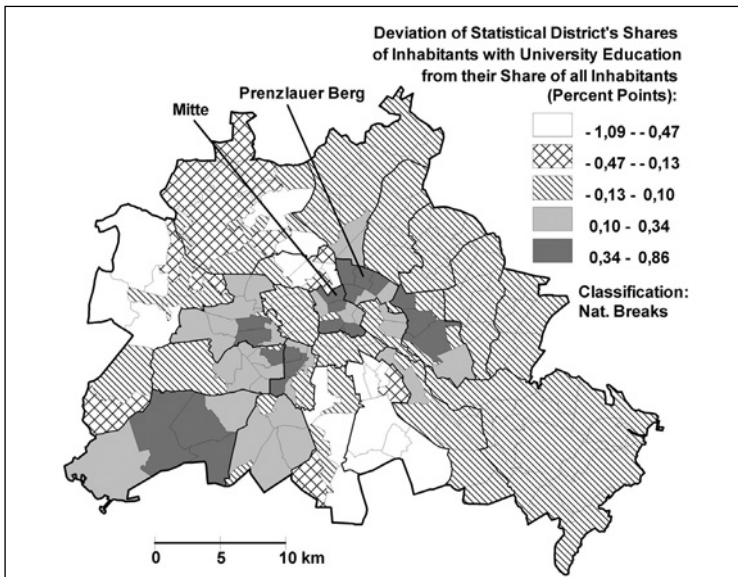 Deviation of Statistical District's Shares
of Inhabitants with University Education
from their Share of all Inhabitants
(Percent Points):
Prenzlauer Berg
Mitte
- 1,09 - - 0,47
- 0,47 - - 0,13
- 0,13 - 0,10
0,10 - 0,34
0,34 - 0,86
Classification:
Nat. Breaks
0 5 10 km